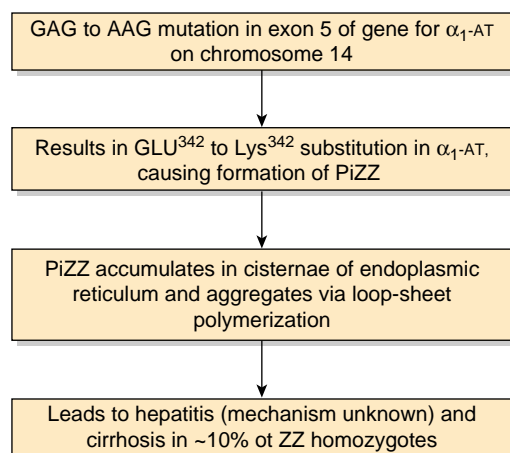 GAG to AAG mutation in exon 5 of gene for α₁-AT
on chromosome 14
Results in GLU³⁴² to Lys³⁴² substitution in α₁-AT,
causing formation of PiZZ
PiZZ accumulates in cisternae of endoplasmic
reticulum and aggregates via loop-sheet
polymerization
Leads to hepatitis (mechanism unknown) and
cirrhosis in ~10% ot ZZ homozygotes